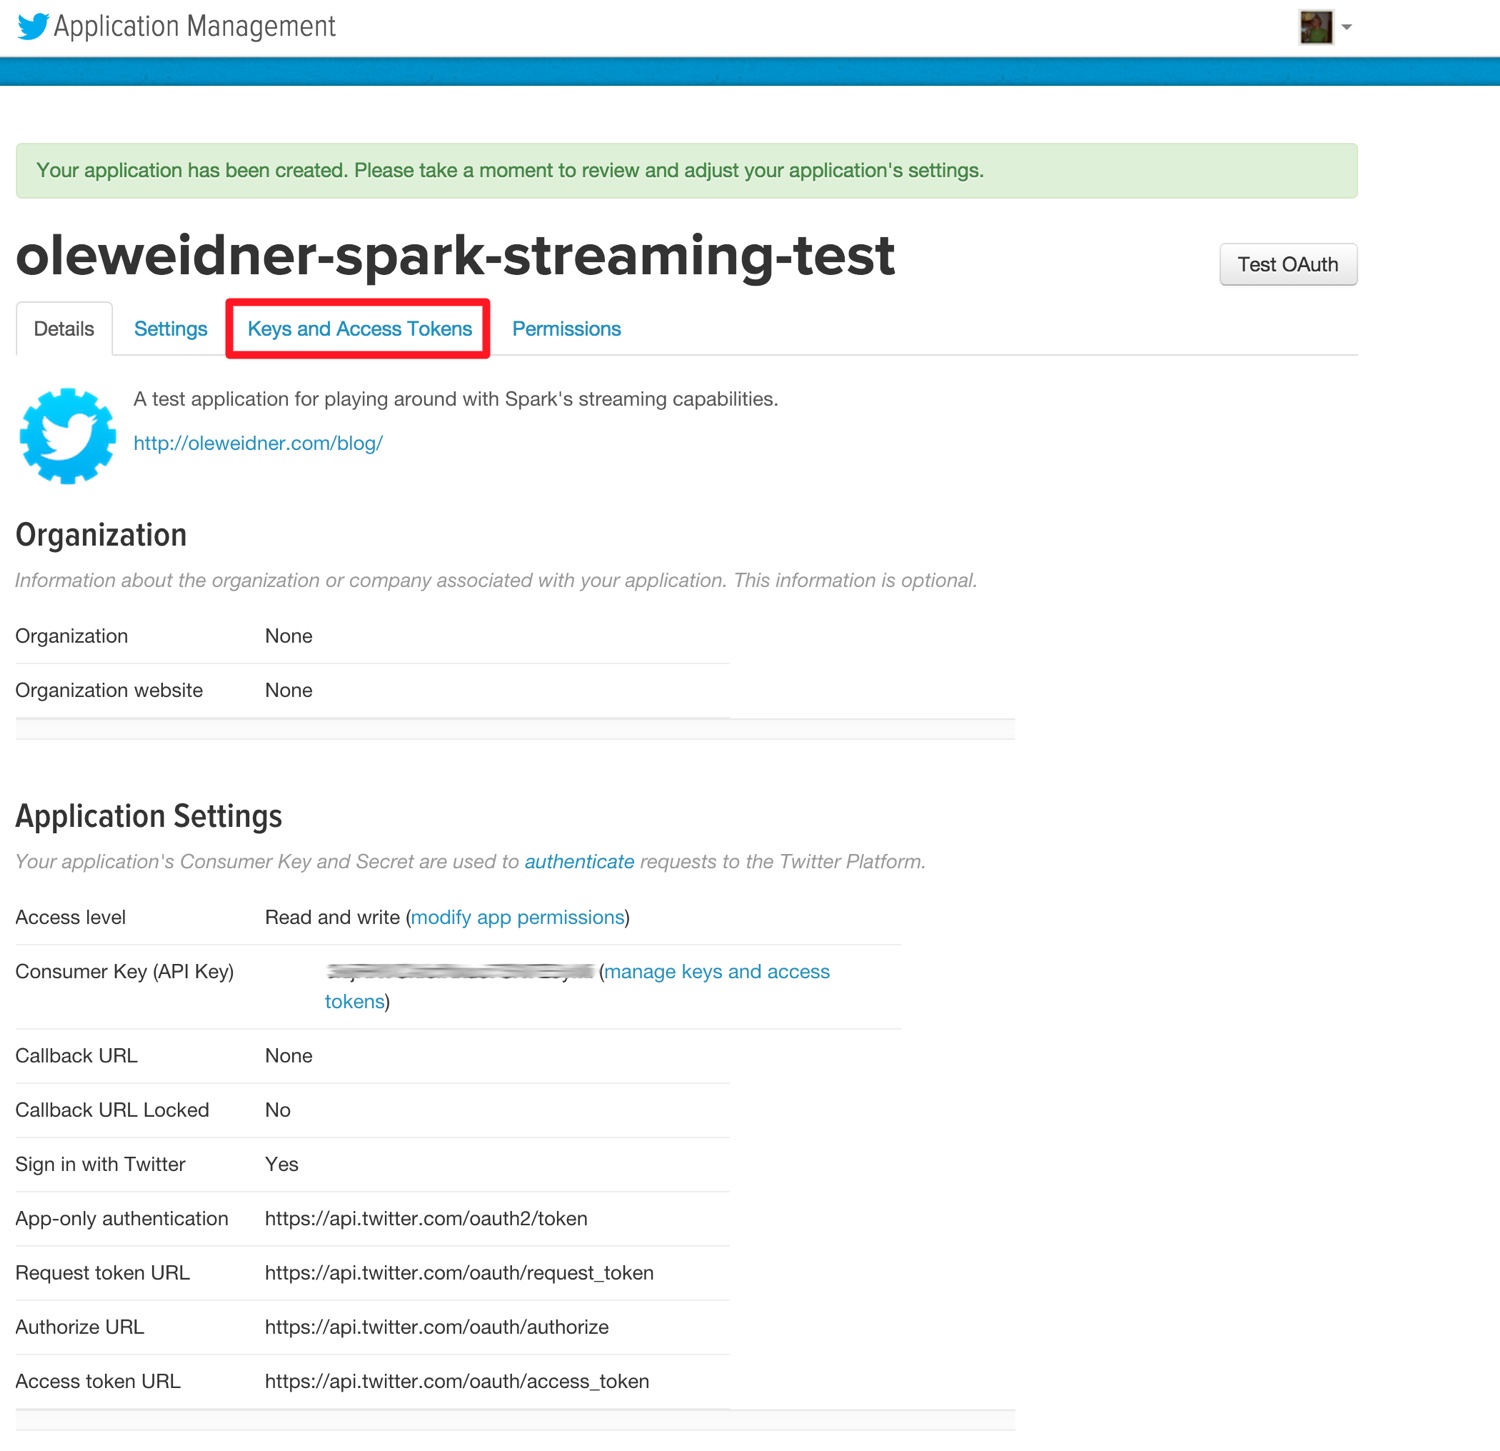 Application Management
Your application has been created. Please take a moment to review and adjust your application's settings.
oleweidner-spark-streaming-test
Test OAuth
Details Settings Keys and Access Tokens Permissions
A test application for playing around with Spark's streaming capabilities.
http://oleweidner.com/blog/
Organization
Information about the organization or company associated with your application. This information is optional.
Organization None
Organization website None
Application Settings
Your application's Consumer Key and Secret are used to authenticate requests to the Twitter Platform.
Access level Read and write (modify app permissions)
Consumer Key (API Key) (manage keys and access
tokens)
Callback URL None
Callback URL Locked No
Sign in with Twitter Yes
App-only authentication https://api.twitter.com/oauth2/token
Request token URL https://api.twitter.com/oauth/request_token
Authorize URL https://api.twitter.com/oauth/authorize
Access token URL https://api.twitter.com/oauth/access_token